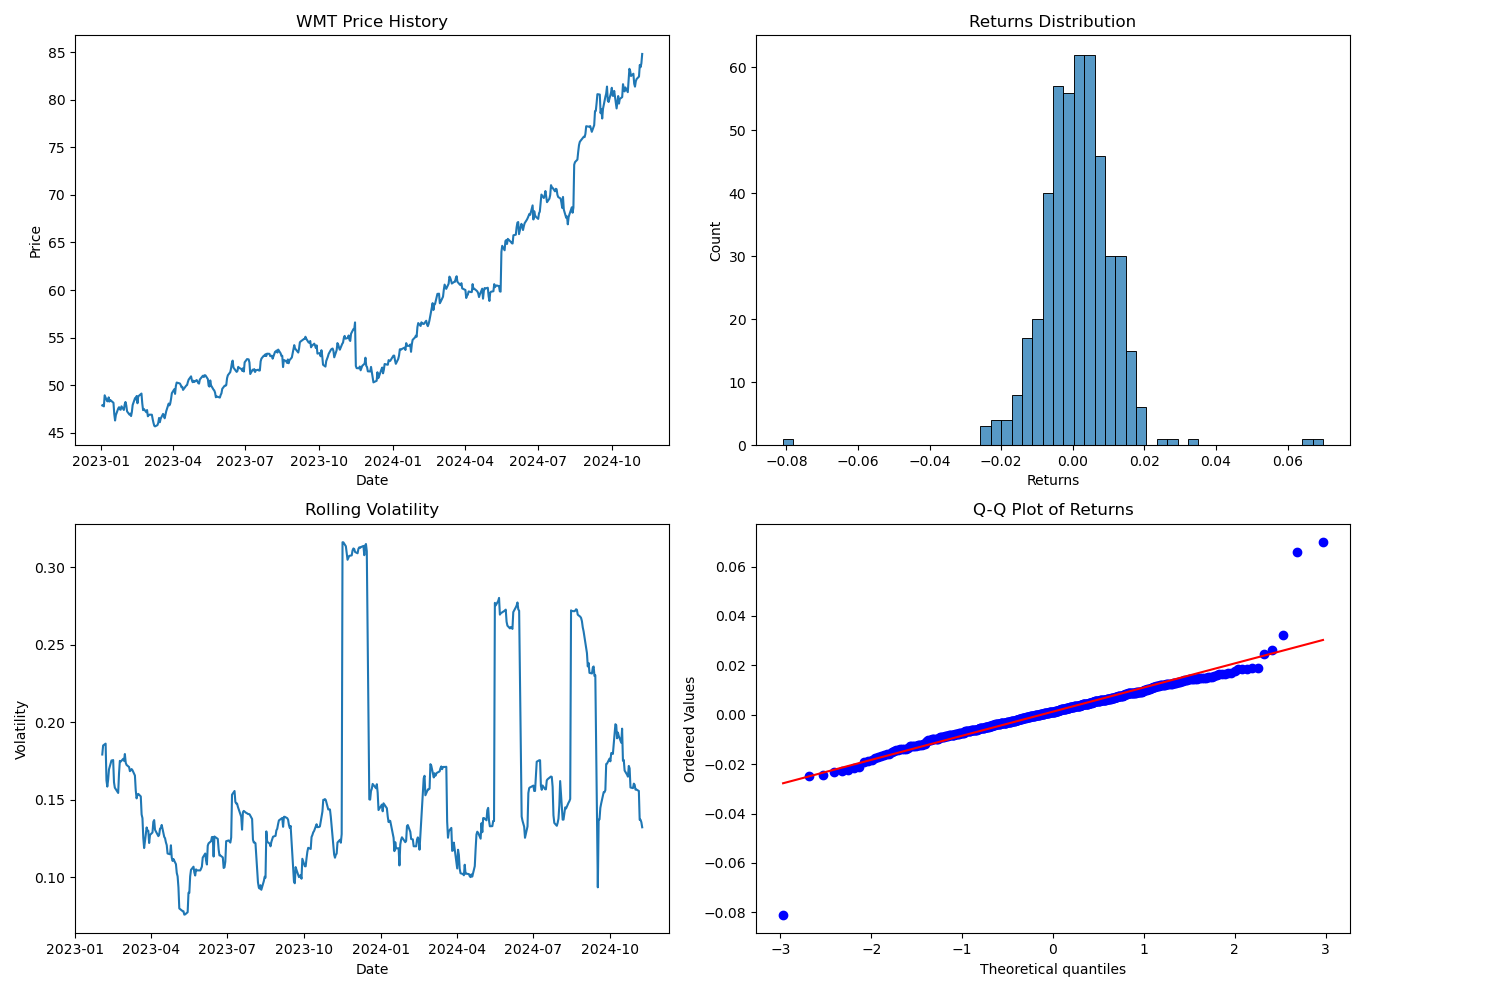 WMT Price History
Price
85
80
75
70
65
60
55
50
45
2023-01 2023-04 2023-07 2023-10 2024-01 2024-04 2024-07 2024-10
Date
Returns Distribution
Count
60
50
40
30
20
10
0
−0.08 −0.06 −0.04 −0.02 0.00 0.02 0.04 0.06
Returns
Rolling Volatility
Volatility
0.30
0.25
0.20
0.15
0.10
2023-01 2023-04 2023-07 2023-10 2024-01 2024-04 2024-07 2024-10
Date
Q-Q Plot of Returns
Ordered Values
0.06
0.04
0.02
0.00
−0.02
−0.04
−0.06
−0.08
−3 −2 −1 0 1 2 3
Theoretical quantiles